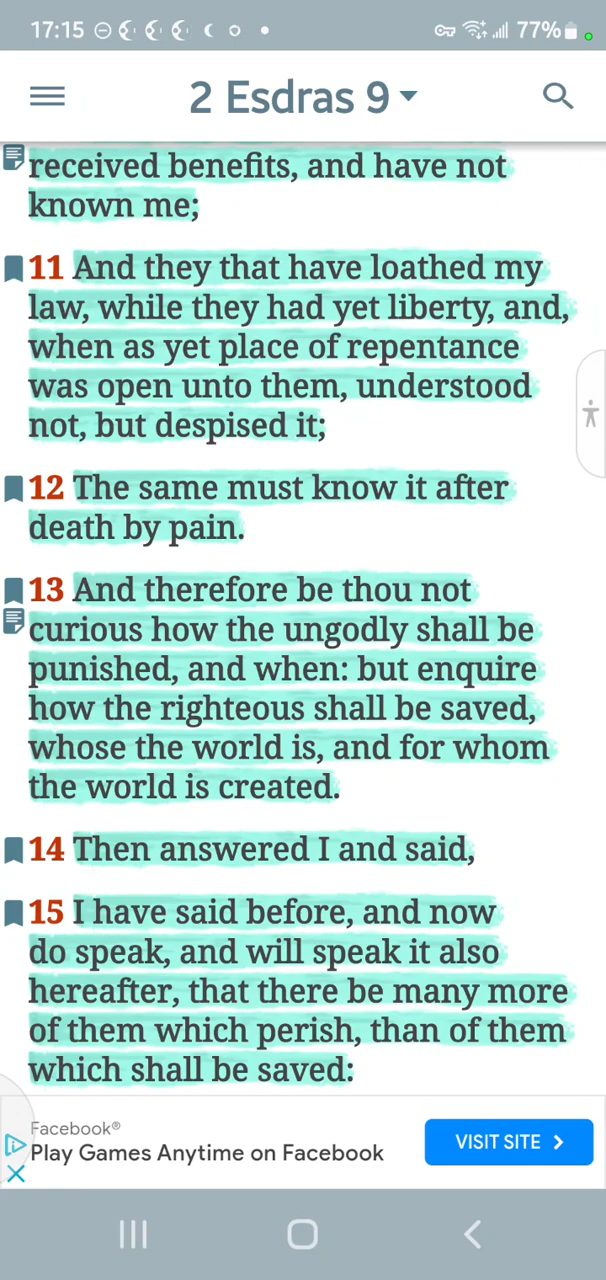 17:15
77%
2 Esdras 9
received benefits, and have not
known me;
11 And they that have loathed my
law, while they had yet liberty, and,
when as yet place of repentance
was open unto them, understood
not, but despised it;
12 The same must know it after
death by pain.
13 And therefore be thou not
curious how the ungodly shall be
punished, and when: but enquire
how the righteous shall be saved,
whose the world is, and for whom
the world is created.
14 Then answered I and said,
15 I have said before, and now
do speak, and will speak it also
hereafter, that there be many more
of them which perish, than of them
which shall be saved:
Facebook®
Play Games Anytime on Facebook
VISIT SITE